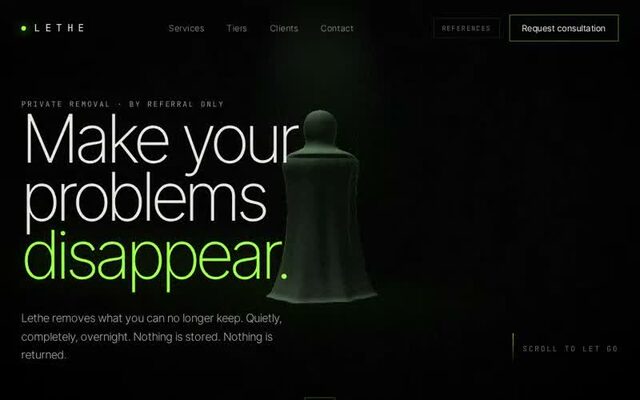 LETHE
Services Tiers Clients Contact
REFERENCES
Request consultation
PRIVATE REMOVAL · BY REFERRAL ONLY
Make your
problems
disappear.
Lethe removes what you can no longer keep. Quietly,
completely, overnight. Nothing is stored. Nothing is
returned.
SCROLL TO LET GO